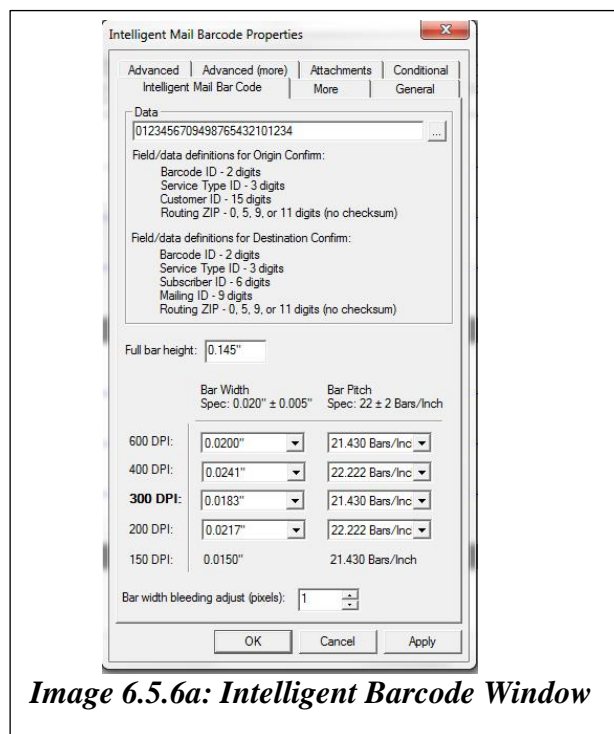 Intelligent Mail Barcode Properties
Advanced Advanced (more) Attachments Conditional
Intelligent Mail Bar Code More General
Data
0123456709498765432101234 ...
Field/data definitions for Origin Confirm:
Barcode ID - 2 digits
Service Type ID - 3 digits
Customer ID - 15 digits
Routing ZIP - 0, 5, 9, or 11 digits (no checksum)
Field/data definitions for Destination Confirm:
Barcode ID - 2 digits
Service Type ID - 3 digits
Subscriber ID - 6 digits
Mailing ID - 9 digits
Routing ZIP - 0, 5, 9, or 11 digits (no checksum)
Full bar height: 0.145"
Bar Width Bar Pitch
Spec: 0.020" ± 0.005" Spec: 22 ± 2 Bars/Inch
600 DPI: 0.0200" 21.430 Bars/Inc
400 DPI: 0.0241" 22.222 Bars/Inc
300 DPI: 0.0183" 21.430 Bars/Inc
200 DPI: 0.0217" 22.222 Bars/Inc
150 DPI: 0.0150" 21.430 Bars/Inch
Bar width bleeding adjust (pixels): 1
OK Cancel Apply
Image 6.5.6a: Intelligent Barcode Window